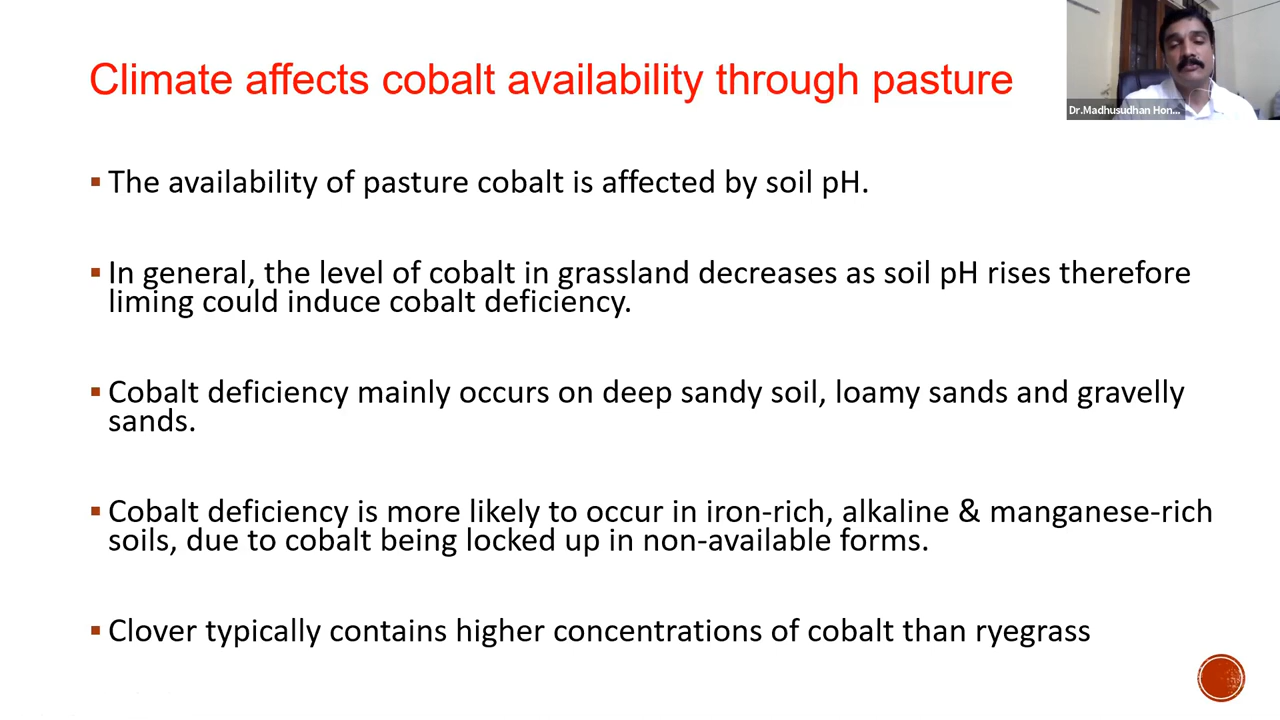 Climate affects cobalt availability through pasture
Dr.Madhusudhan Hon...
▪ The availability of pasture cobalt is affected by soil pH.
▪ In general, the level of cobalt in grassland decreases as soil pH rises therefore
liming could induce cobalt deficiency.
▪ Cobalt deficiency mainly occurs on deep sandy soil, loamy sands and gravelly
sands.
▪ Cobalt deficiency is more likely to occur in iron-rich, alkaline & manganese-rich
soils, due to cobalt being locked up in non-available forms.
▪ Clover typically contains higher concentrations of cobalt than ryegrass